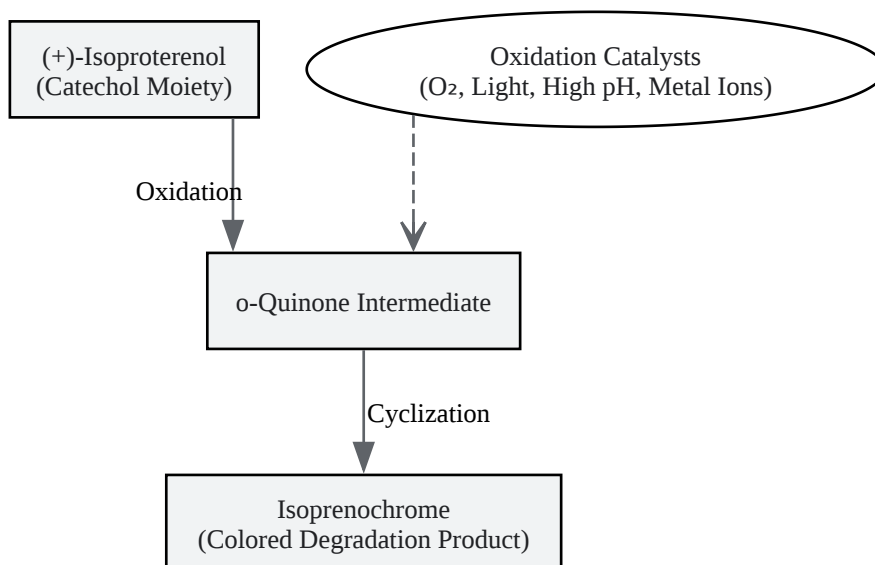 (+)-Isoproterenol
(Catechol Moiety)
Oxidation Catalysts
(O₂, Light, High pH, Metal Ions)
Oxidation
o-Quinone Intermediate
Cyclization
Isoprenochrome
(Colored Degradation Product)